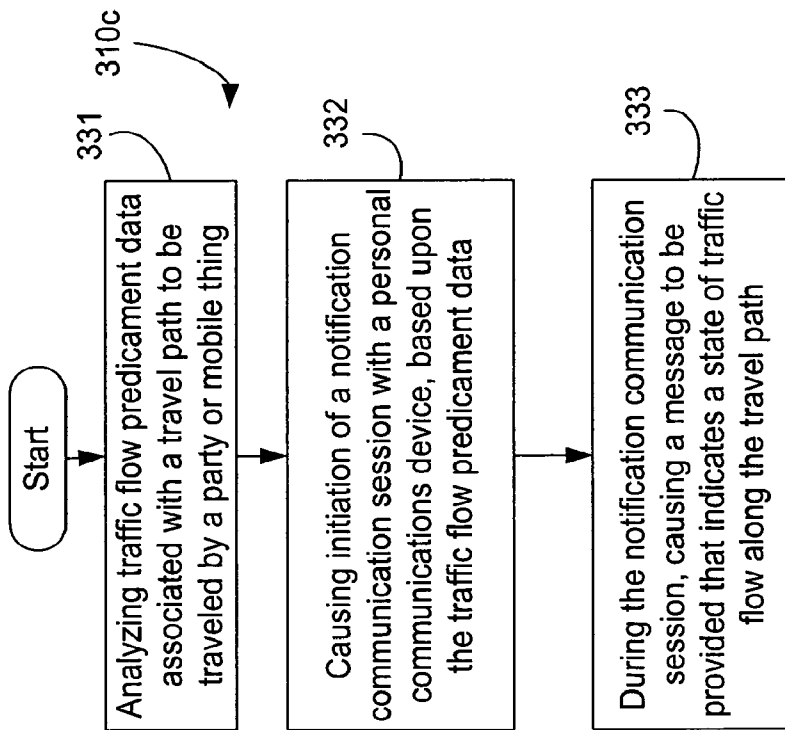 Start
310c
331
Analyzing traffic flow predicament data
associated with a travel path to be
traveled by a party or mobile thing
332
Causing initiation of a notification
communication session with a personal
communications device, based upon
the traffic flow predicament data
333
During the notification communication
session, causing a message to be
provided that indicates a state of traffic
flow along the travel path